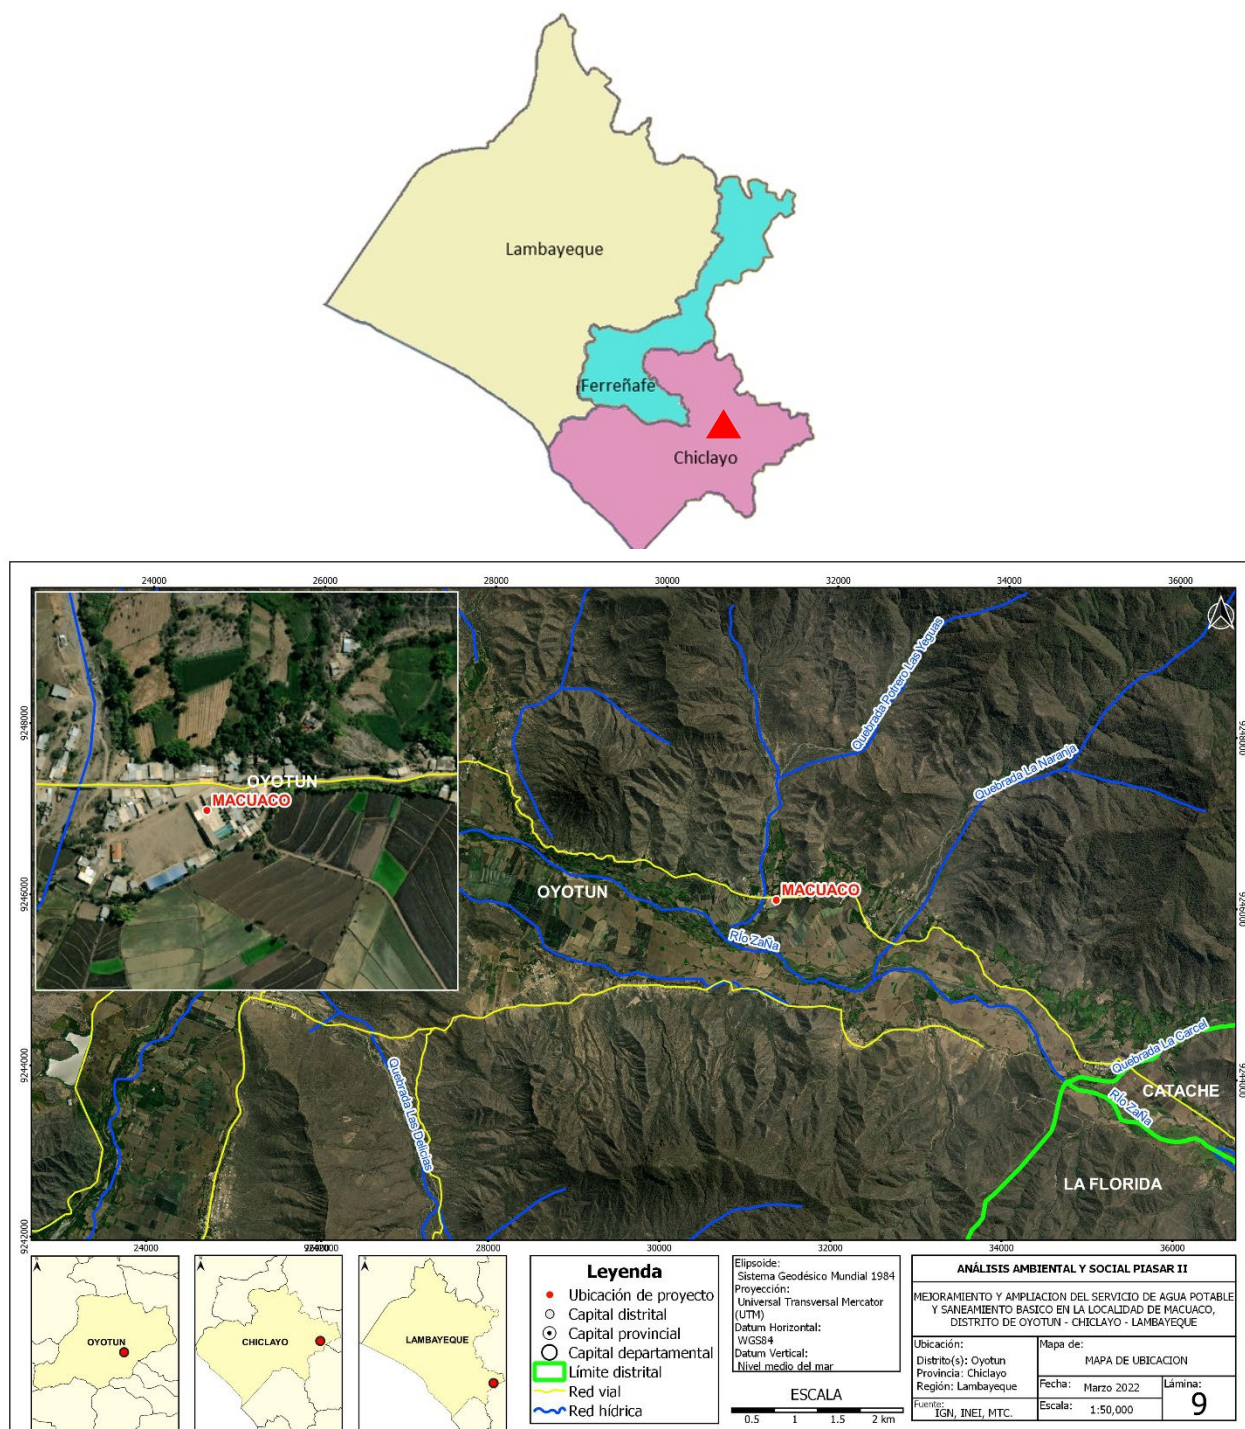 Lambayeque
Ferreñafe
Chiclayo
24000
26000
28000
30000
32000
34000
36000
9248000
9246000
9244000
9242000
9248000
9246000
9244000
OYOTUN
MACUACO
Quebrada Potrero Las Yeguas
Quebrada La Naranja
OYOTUN
MACUACO
RÍo ZaÑa
Quebrada La Carcel
CATACHE
RÍo ZaÑa
LA FLORIDA
Quebrada Las Delicias
24000
28000
30000
32000
34000
36000
OYOTUN
CHICLAYO
LAMBAYEQUE
Leyenda
Ubicación de proyecto
Capital distrital
Capital provincial
Capital departamental
Límite distrital
Red vial
Red hídrica
Elipsoide:
Sistema Geodésico Mundial 1984
Proyección:
Universal Transversal Mercator
(UTM)
Datum Horizontal:
WGS84
Datum Vertical:
Nivel medio del mar
ESCALA
0.5 1 1.5 2 km
ANÁLISIS AMBIENTAL Y SOCIAL PIASAR II
MEJORAMIENTO Y AMPLIACION DEL SERVICIO DE AGUA POTABLE
Y SANEAMIENTO BASICO EN LA LOCALIDAD DE MACUACO,
DISTRITO DE OYOTUN - CHICLAYO - LAMBAYEQUE
Ubicación:
Distrito(s): Oyotun
Provincia: Chiclayo
Región: Lambayeque
Mapa de:
MAPA DE UBICACION
Fecha: Marzo 2022
Lámina:
9
Fuente:
IGN, INEI, MTC.
Escala: 1:50,000